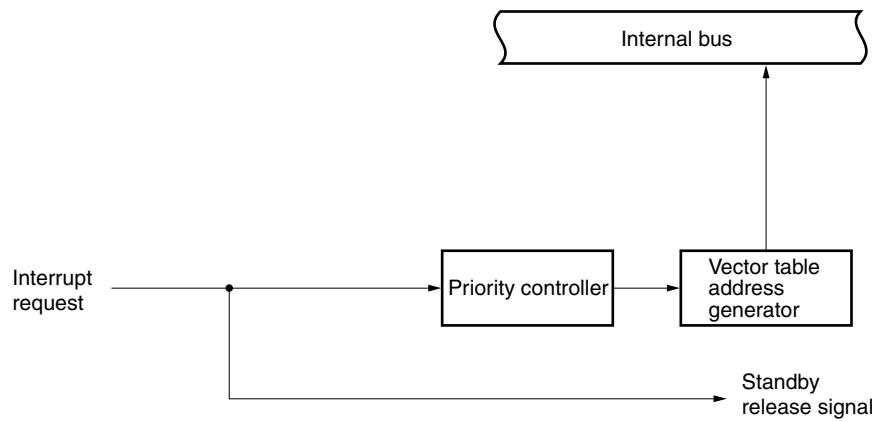 Internal bus
Interrupt
request
Priority controller
Vector table
address
generator
Standby
release signal